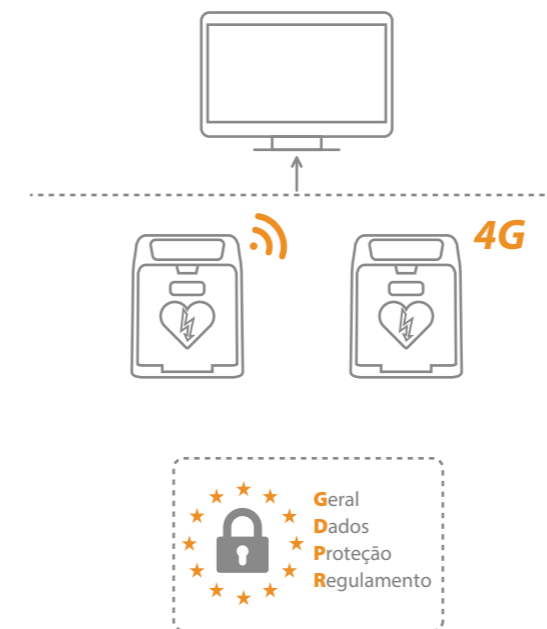 4G
Geral
Dados
Proteção
Regulamento